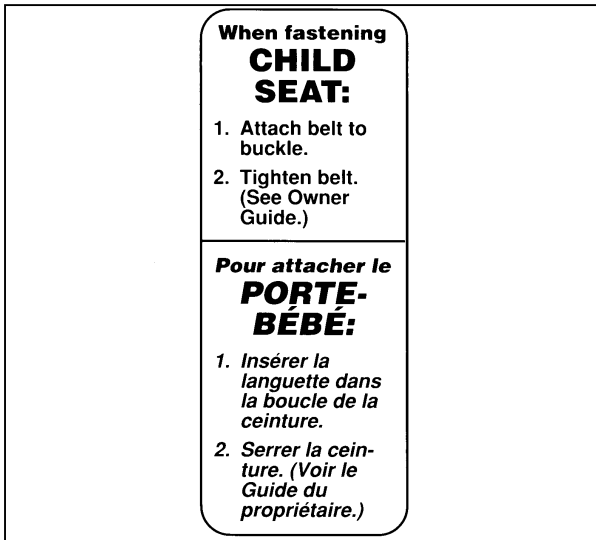 When fastening
CHILD
SEAT:
1. Attach belt to
buckle.
2. Tighten belt.
(See Owner
Guide.)
Pour attacher le
PORTE-
BÉBÉ:
1. Insérer la
languette dans
la boucle de la
ceinture.
2. Serrer la cein-
ture. (Voir le
Guide du
propriétaire.)